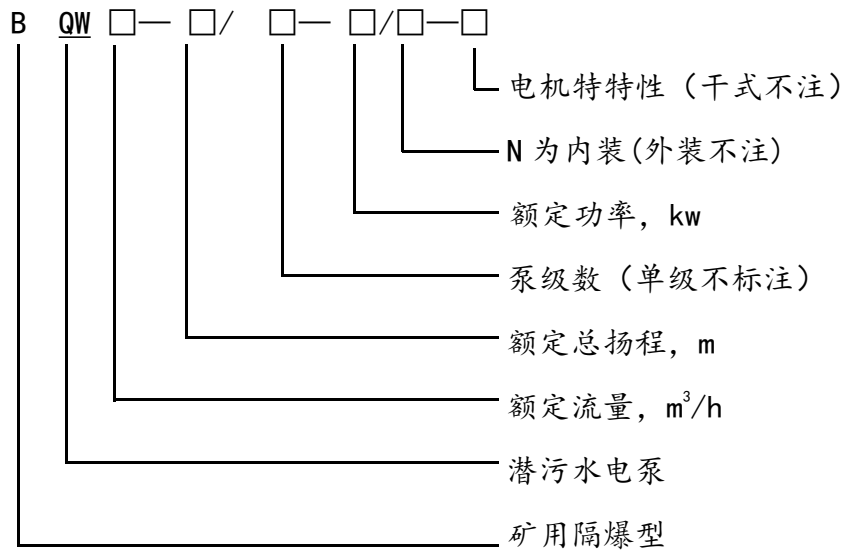 B QW □— □/ □— □/□—□
电机特特性（干式不注）
N 为内装(外装不注)
额定功率，kw
泵级数（单级不标注）
额定总扬程，m
额定流量，m³/h
潜污水电泵
矿用隔爆型